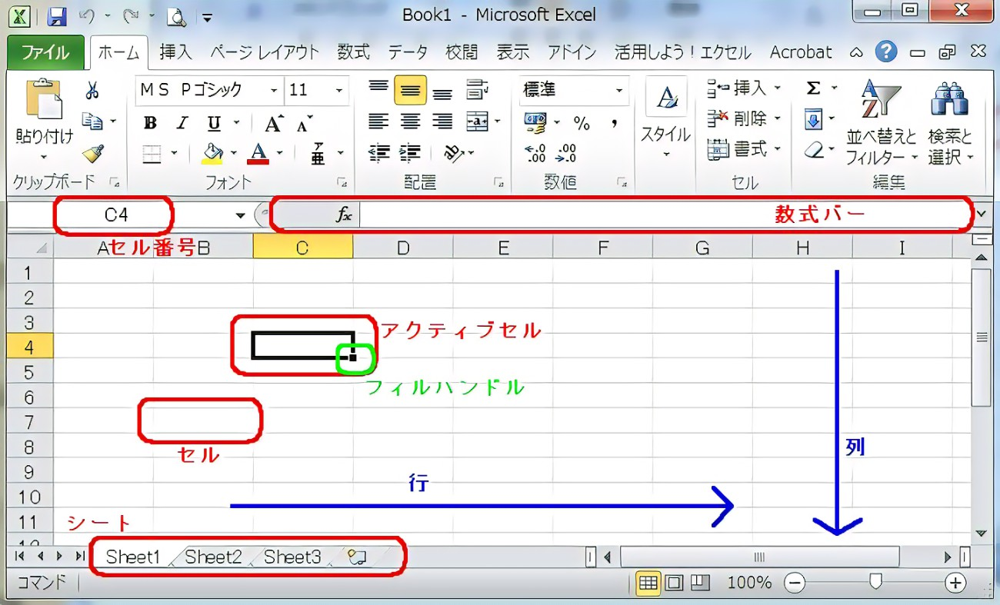 Book1 - Microsoft Excel
ファイル ホーム 挿入 ページ レイアウト 数式 データ 校閲 表示 アドイン 活用しよう！エクセル Acrobat
ＭＳ Ｐゴシック 11 標準 挿入
貼り付け B I U A A % , スタイル 削除 並べ替えと 検索と
A ア亜 .00 .00 書式 フィルター 選択
クリップボード フォント 配置 数値 セル 編集
C4 fx 数式バー
セル番号
A B C D E F G H I
1
2
3
アクティブセル
4
5
フィルハンドル
6
7
8
セル
列
9
行
10
11
シート
12
Sheet1 Sheet2 Sheet3
コマンド 100%